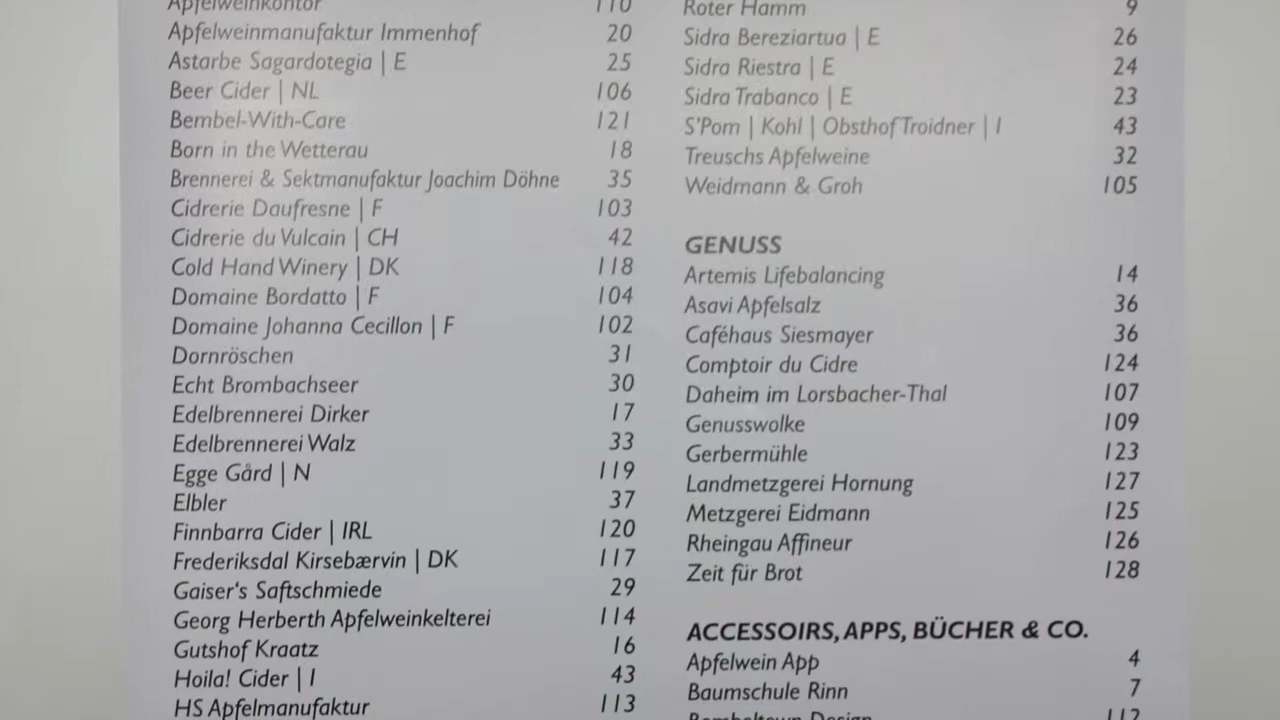 Apfelweinkontor 110
Apfelweinmanufaktur Immenhof 20
Astarbe Sagardotegia | E 25
Beer Cider | NL 106
Bembel-With-Care 121
Born in the Wetterau 18
Brennerei & Sektmanufaktur Joachim Döhne 35
Cidrerie Daufresne | F 103
Cidrerie du Vulcain | CH 42
Cold Hand Winery | DK 118
Domaine Bordatto | F 104
Domaine Johanna Cecillon | F 102
Dornröschen 31
Echt Brombachseer 30
Edelbrennerei Dirker 17
Edelbrennerei Walz 33
Egge Gård | N 119
Elbler 37
Finnbarra Cider | IRL 120
Frederiksdal Kirsebærvin | DK 117
Gaiser's Saftschmiede 29
Georg Herberth Apfelweinkelterei 114
Gutshof Kraatz 16
Hoila! Cider | I 43
HS Apfelmanufaktur 113
Roter Hamm 9
Sidra Bereziartua | E 26
Sidra Riestra | E 24
Sidra Trabanco | E 23
S'Pom | Kohl | Obsthof Troidner | I 43
Treuschs Apfelweine 32
Weidmann & Groh 105
GENUSS
Artemis Lifebalancing 14
Asavi Apfelsalz 36
Caféhaus Siesmayer 36
Comptoir du Cidre 124
Daheim im Lorsbacher-Thal 107
Genusswolke 109
Gerbermühle 123
Landmetzgerei Hornung 127
Metzgerei Eidmann 125
Rheingau Affineur 126
Zeit für Brot 128
ACCESSOIRS, APPS, BÜCHER & CO.
Apfelwein App 4
Baumschule Rinn 7
Bembeltown Design 112